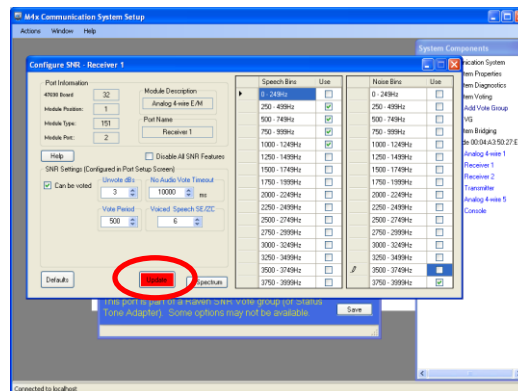 M4x Communication System Setup
Actions Window Help
System Components
Configure SNR - Receiver 1
Port Information
47030 Board 32
Module Position: 1
Module Type: 151
Module Port: 2
Module Description
Analog 4-wire E/M
Port Name
Receiver 1
Help
Disable All SNR Features
SNR Settings (Configured in Port Setup Screen)
Can be voted
Unvote dBs
3
No Audio Vote Timeout
10000 ms
Vote Period
500
Voiced Speech SE/ZC
6
Defaults
Update
Spectrum
Speech Bins Use
0 - 249Hz
250 - 499Hz
500 - 749Hz
750 - 999Hz
1000 - 1249Hz
1250 - 1499Hz
1500 - 1749Hz
1750 - 1999Hz
2000 - 2249Hz
2250 - 2499Hz
2500 - 2749Hz
2750 - 2999Hz
3000 - 3249Hz
3250 - 3499Hz
3500 - 3749Hz
3750 - 3999Hz
Noise Bins Use
0 - 249Hz
250 - 499Hz
500 - 749Hz
750 - 999Hz
1000 - 1249Hz
1250 - 1499Hz
1500 - 1749Hz
1750 - 1999Hz
2000 - 2249Hz
2250 - 2499Hz
2500 - 2749Hz
2750 - 2999Hz
3000 - 3249Hz
3250 - 3499Hz
3500 - 3749Hz
3750 - 3999Hz
nication System
tem Properties
tem Diagnostics
tem Voting
Add Vote Group
VG
tem Bridging
de 00:04:A3:50:27:E
Analog 4-wire 1
Receiver 1
Receiver 2
Transmitter
Analog 4-wire 5
Console
This port is part of a Raven SNR Vote group (or Status
Tone Adapter). Some options may not be available.
Save
Connected to localhost